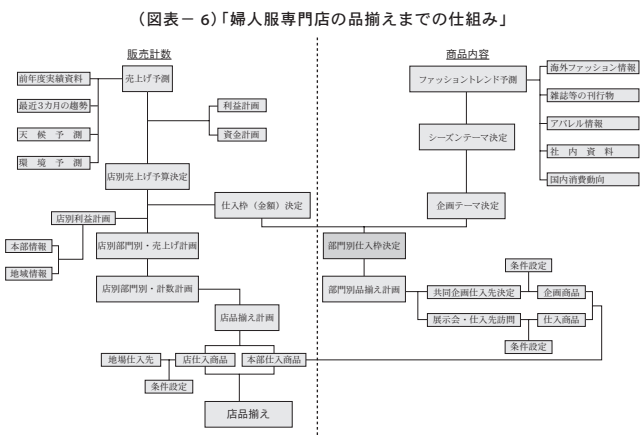 （図表－6）「婦人服専門店の品揃えまでの仕組み」
販売計数
商品内容
前年度実績資料
売上げ予測
最近3カ月の趨勢
天候予測
環境予測
利益計画
資金計画
店別売上げ予算決定
仕入枠（金額）決定
店別利益計画
本部情報
地域情報
店別部門別・売上げ計画
店別部門別・計数計画
店品揃え計画
地場仕入先
店仕入商品
本部仕入商品
条件設定
店品揃え
ファッショントレンド予測
海外ファッション情報
雑誌等の刊行物
アパレル情報
社内資料
国内消費動向
シーズンテーマ決定
企画テーマ決定
部門別仕入枠決定
部門別品揃え計画
条件設定
共同企画仕入先決定
企画商品
展示会・仕入先訪問
仕入商品
条件設定